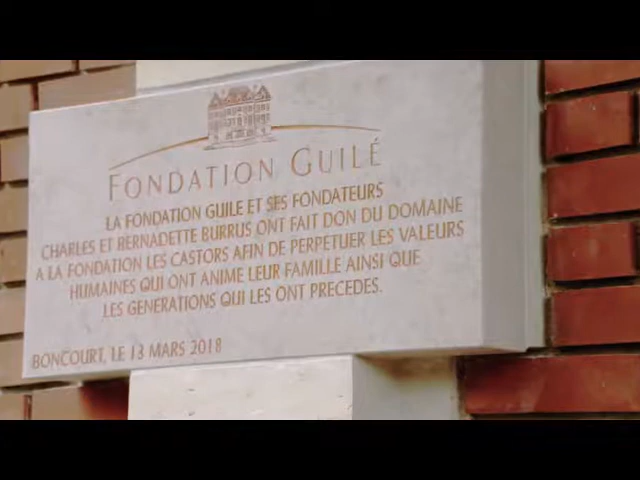 FONDATION GUILÉ
LA FONDATION GUILE ET SES FONDATEURS
CHARLES ET BERNADETTE BURRUS ONT FAIT DON DU DOMAINE
A LA FONDATION LES CASTORS AFIN DE PERPETUER LES VALEURS
HUMAINES QUI ONT ANIME LEUR FAMILLE AINSI QUE
LES GENERATIONS QUI LES ONT PRECEDES.
BONCOURT, LE 13 MARS 2018